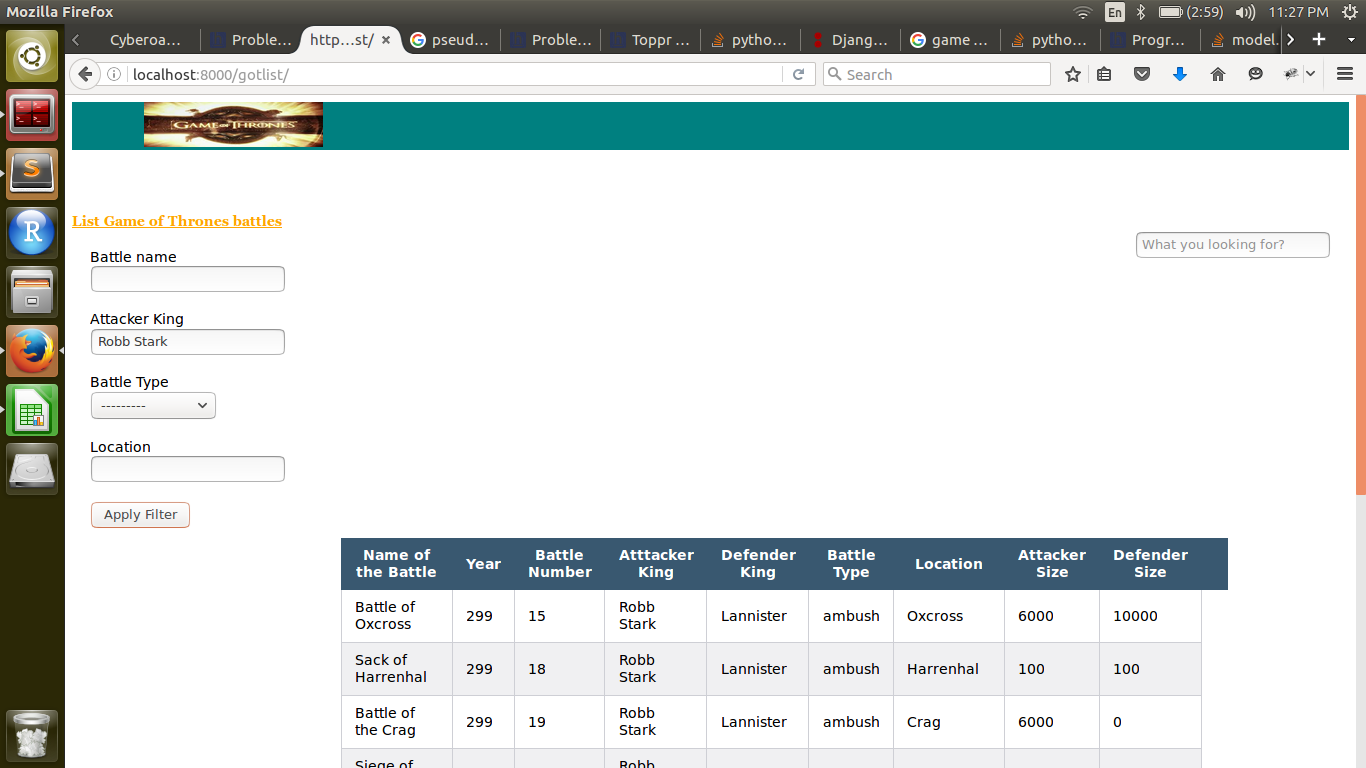 Mozilla Firefox
En
(2:59)
11:27 PM
Cyberoa...
Proble...
http...st/
pseud...
Proble...
Toppr ...
pytho...
Djang...
game ...
pytho...
Progr...
model.
localhost:8000/gotlist/
Search
GAME OF THRONES
List Game of Thrones battles
What you looking for?
Battle name
Attacker King
Robb Stark
Battle Type
---------
Location
Apply Filter
Name of the Battle Year Battle Number Atttacker King Defender King Battle Type Location Attacker Size Defender Size
Battle of Oxcross 299 15 Robb Stark Lannister ambush Oxcross 6000 10000
Sack of Harrenhal 299 18 Robb Stark Lannister ambush Harrenhal 100 100
Battle of the Crag 299 19 Robb Stark Lannister ambush Crag 6000 0
Siege of Robb